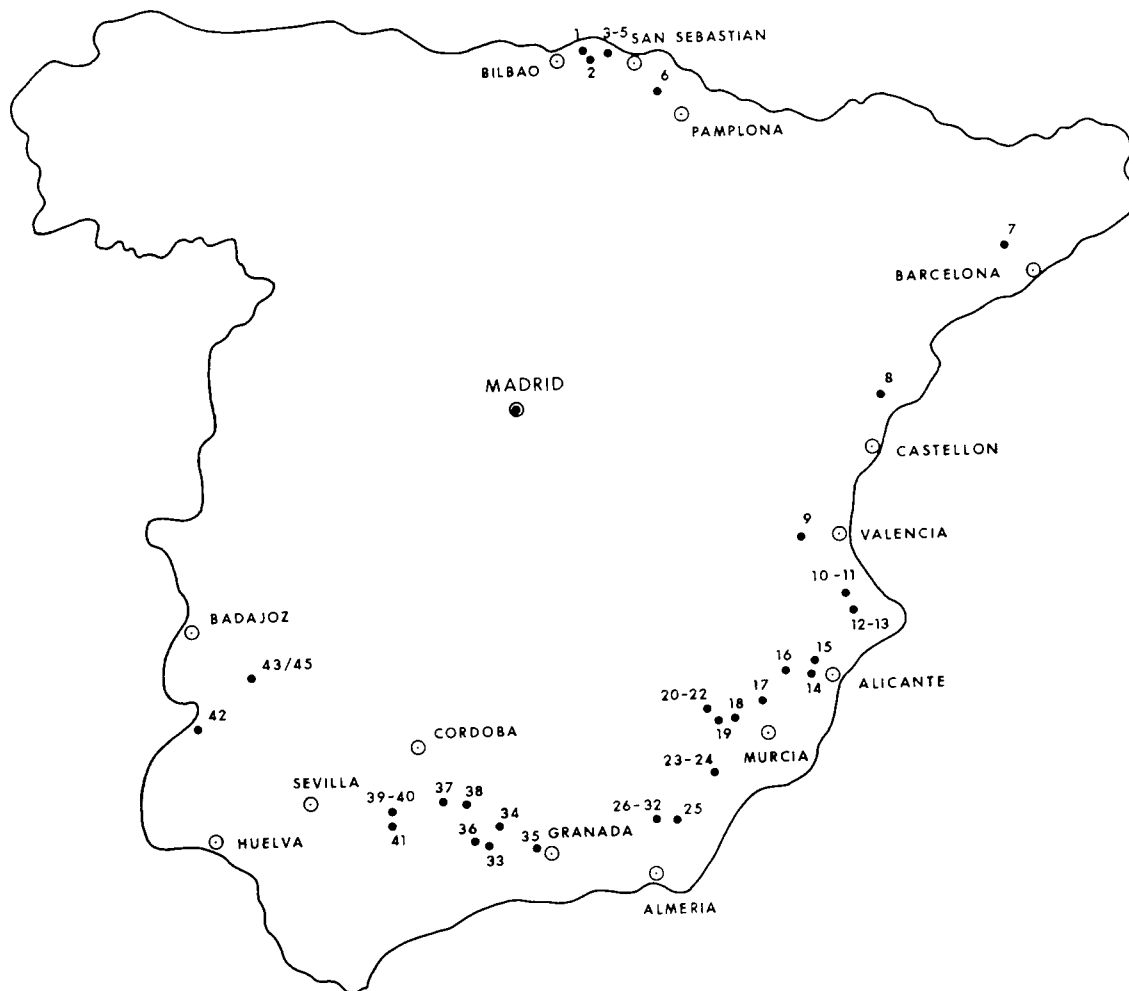 1
3-5
SAN SEBASTIAN
BILBAO
2
6
PAMPLONA
7
BARCELONA
MADRID
8
CASTELLON
9
VALENCIA
10-11
12-13
BADAJOZ
43/45
16
15
14
ALICANTE
42
20-22
18
17
19
CORDOBA
MURCIA
23-24
SEVILLA
39-40
37
38
26-32
25
34
41
36
33
35
GRANADA
HUELVA
ALMERIA